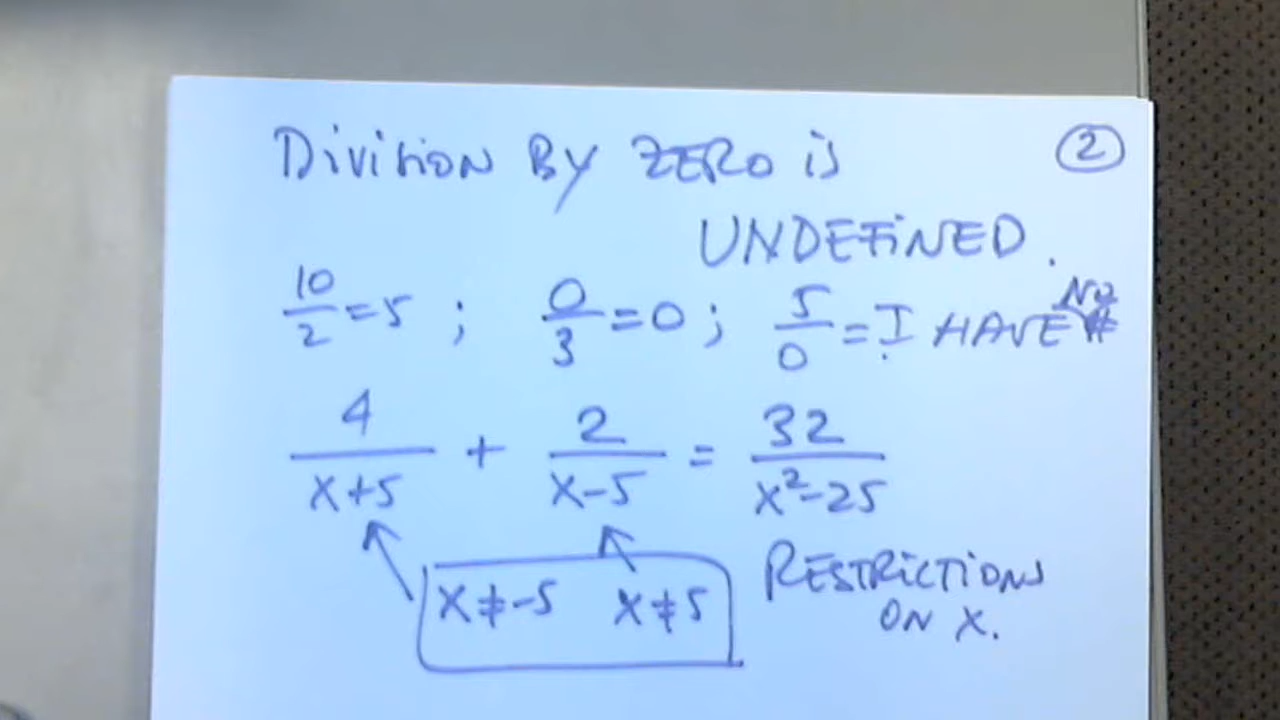 Division By ZERO is
②
UNDEFINED.
10/2 = 5 ; 0/3 = 0 ; 5/0 = I HAVE NO #
4/(x+5) + 2/(x-5) = 32/(x²-25)
x≠-5 x≠5 RESTRICTIONS
ON X.